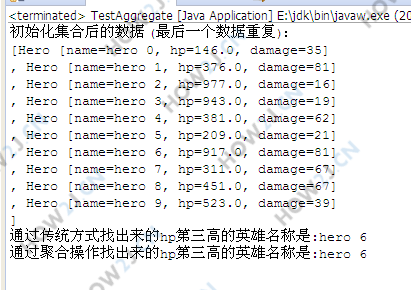 <terminated> TestAggregate [Java Application] E:\jdk\bin\javaw.exe (20
初始化集合后的数据 (最后一个数据重复)：
[Hero [name=hero 0, hp=146.0, damage=35]
, Hero [name=hero 1, hp=376.0, damage=81]
, Hero [name=hero 2, hp=977.0, damage=16]
, Hero [name=hero 3, hp=943.0, damage=19]
, Hero [name=hero 4, hp=381.0, damage=62]
, Hero [name=hero 5, hp=209.0, damage=21]
, Hero [name=hero 6, hp=917.0, damage=81]
, Hero [name=hero 7, hp=311.0, damage=67]
, Hero [name=hero 8, hp=451.0, damage=67]
, Hero [name=hero 9, hp=523.0, damage=39]
]
通过传统方式找出来的hp第三高的英雄名称是:hero 6
通过聚合操作找出来的hp第三高的英雄名称是:hero 6
HOW2J.CN